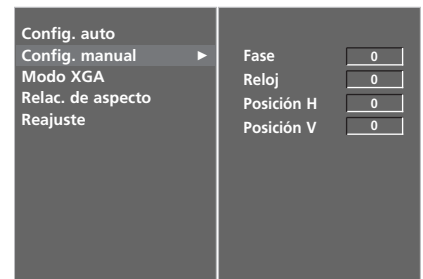 Config. auto
Config. manual ►
Modo XGA
Relac. de aspecto
Reajuste
Fase 0
Reloj 0
Posición H 0
Posición V 0